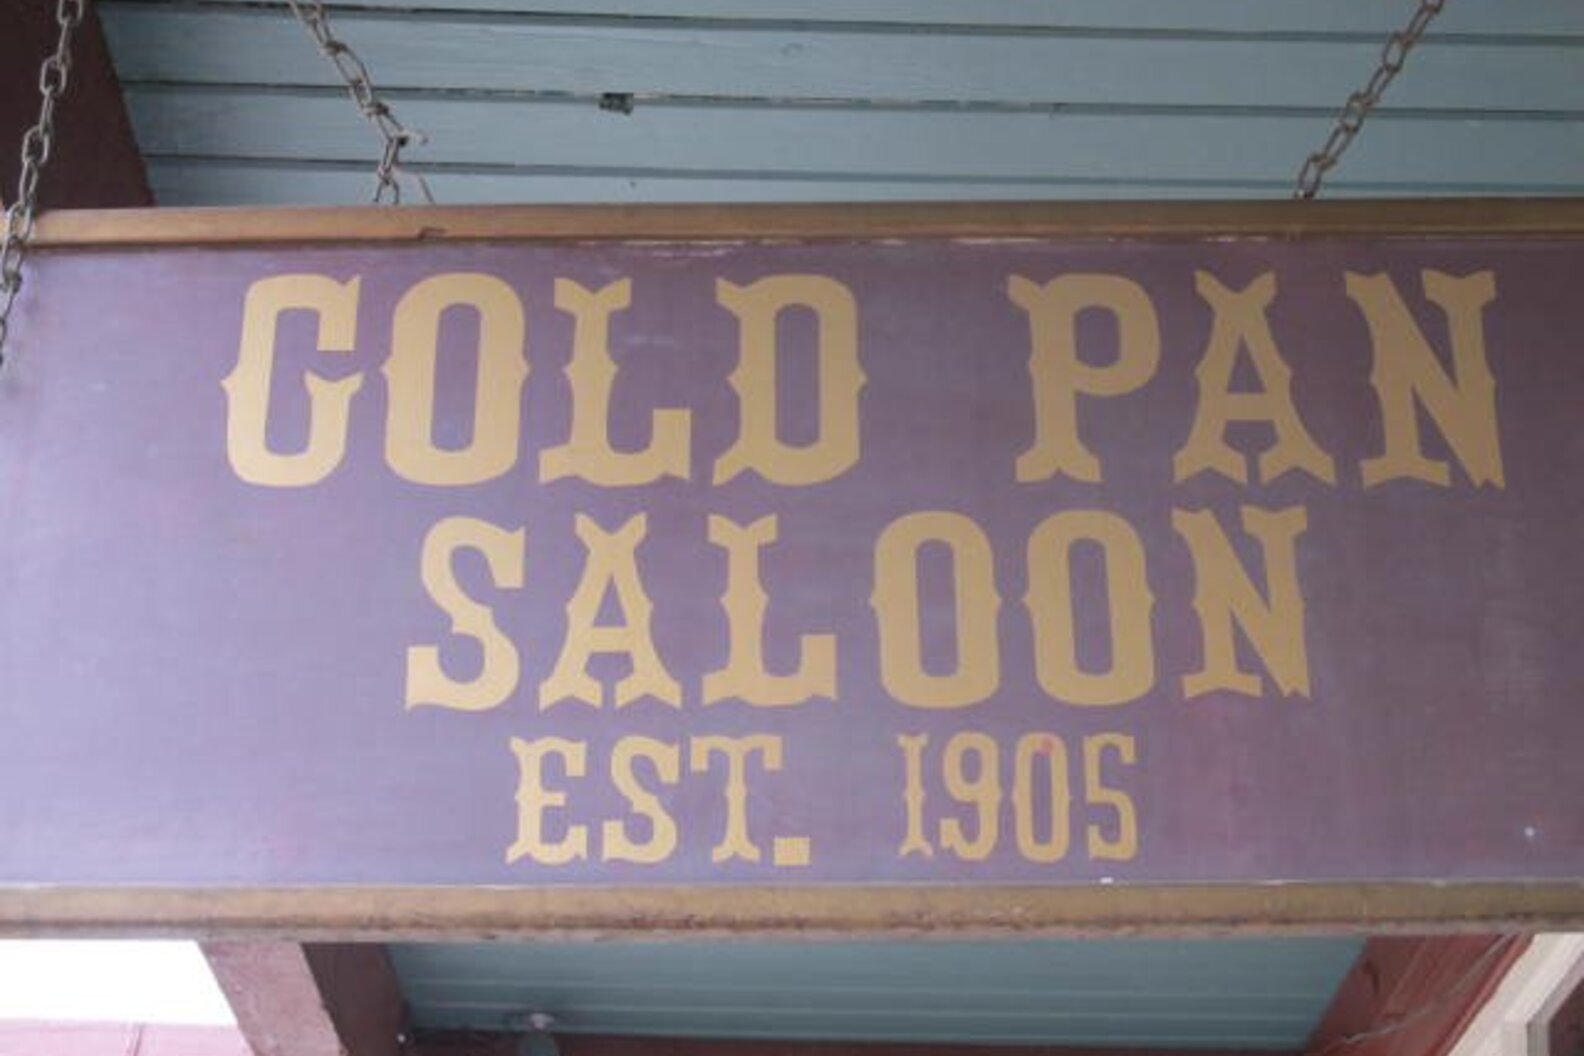 GOLD PAN
SALOON
EST. 1905